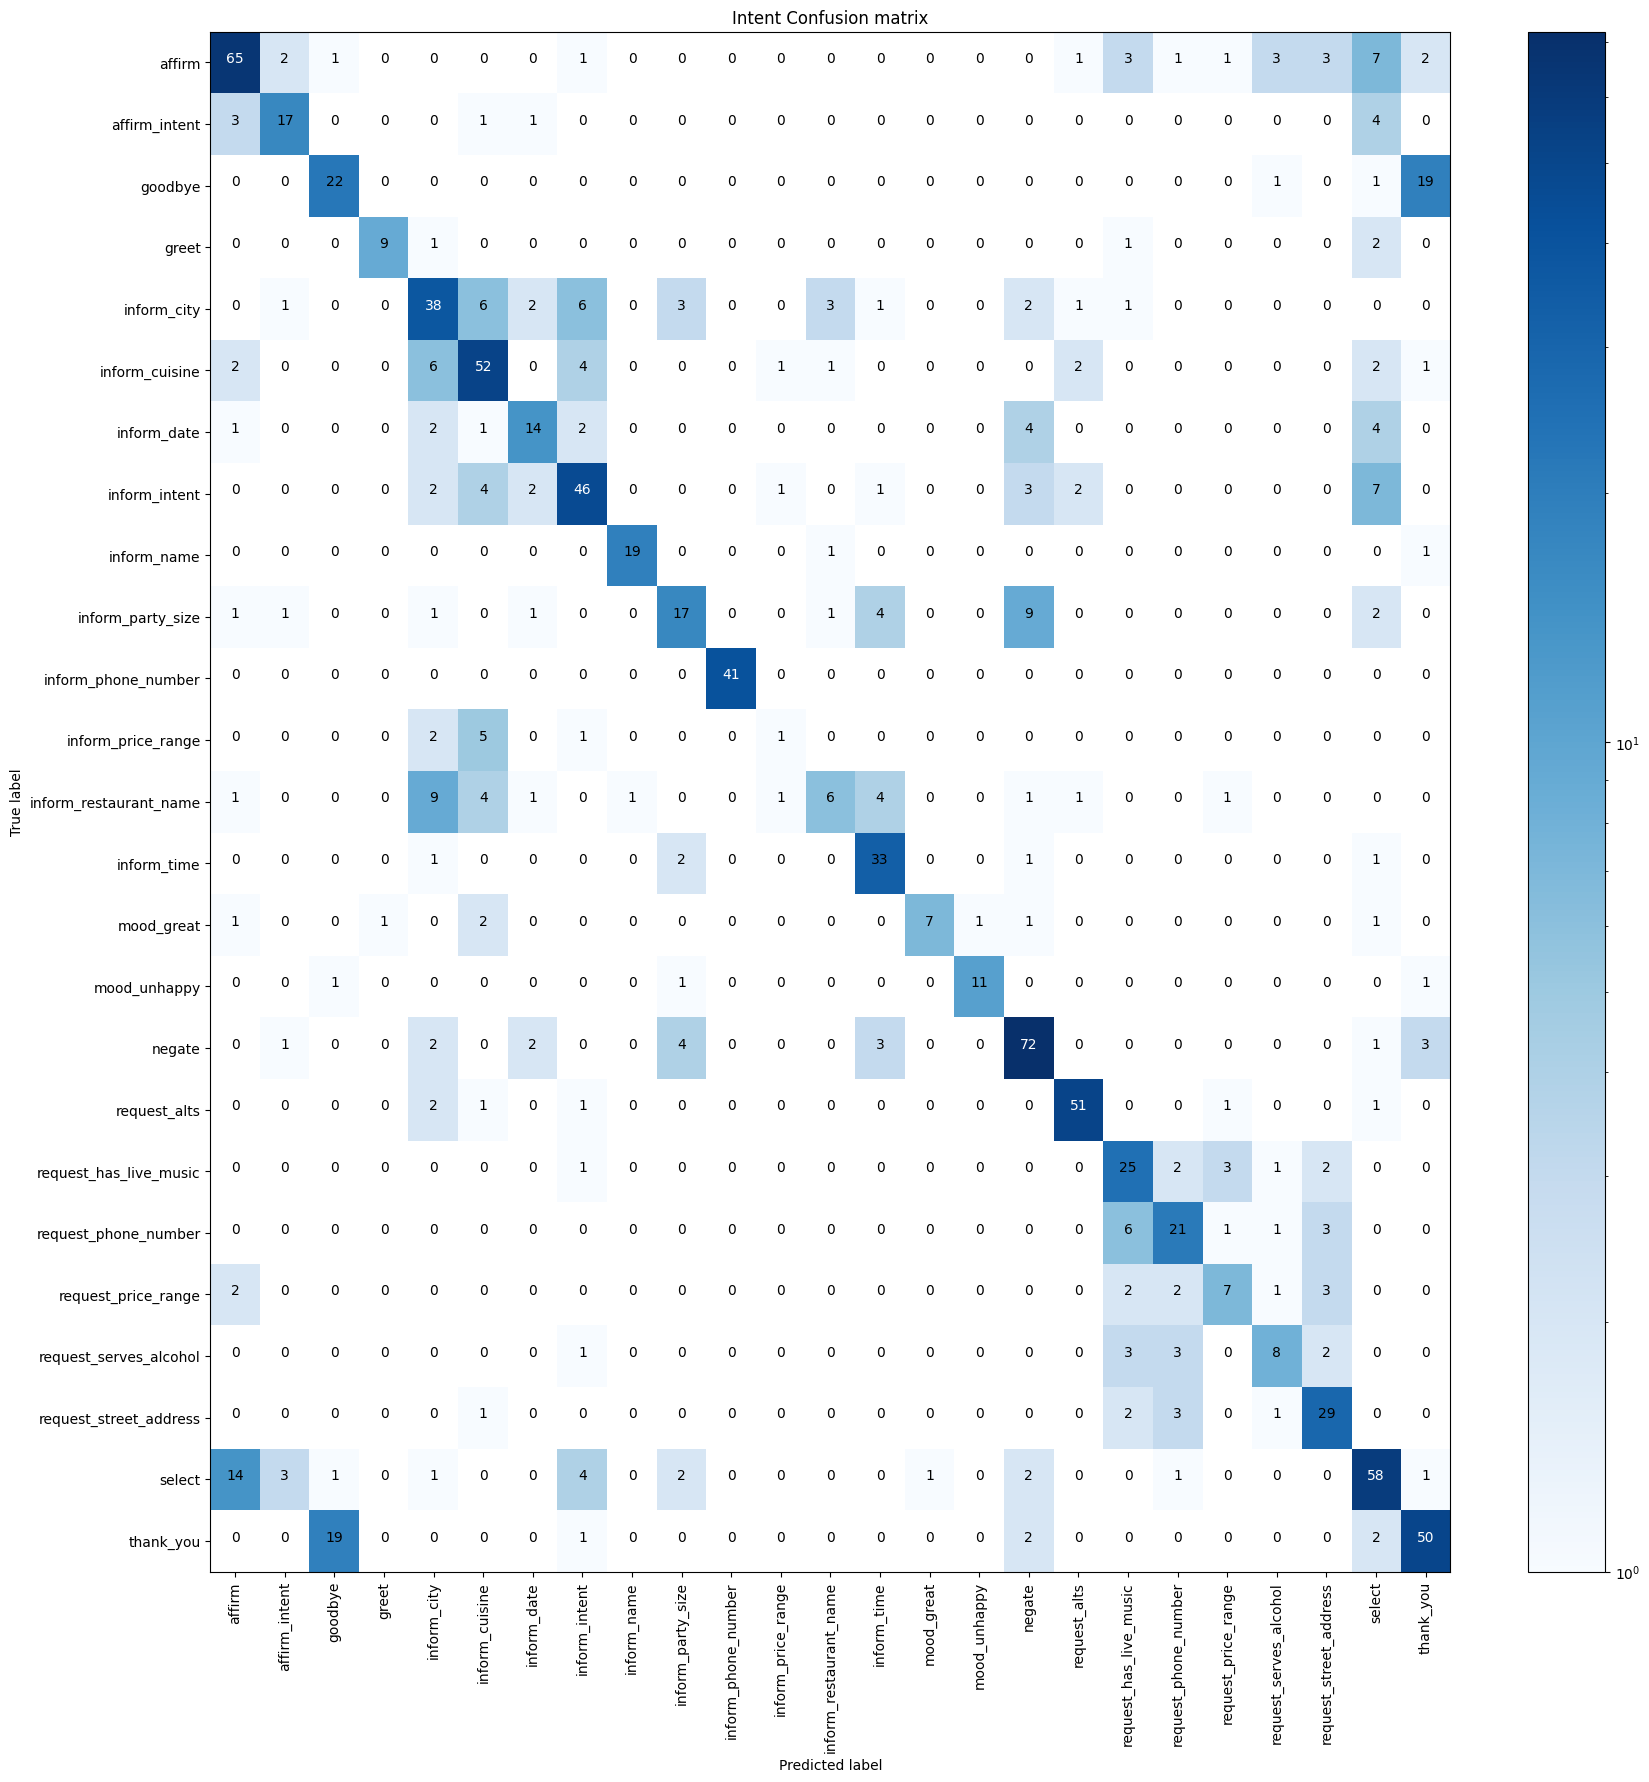 Intent Confusion matrix
affirm 65 2 1 0 0 0 0 1 0 0 0 0 0 0 0 0 0 1 3 1 1 3 3 7 2
affirm_intent 3 17 0 0 0 1 1 0 0 0 0 0 0 0 0 0 0 0 0 0 0 0 0 4 0
goodbye 0 0 22 0 0 0 0 0 0 0 0 0 0 0 0 0 0 0 0 0 0 1 0 1 19
greet 0 0 0 9 1 0 0 0 0 0 0 0 0 0 0 0 0 0 1 0 0 0 0 2 0
inform_city 0 1 0 0 38 6 2 6 0 3 0 0 3 1 0 0 2 1 1 0 0 0 0 0 0
inform_cuisine 2 0 0 0 6 52 0 4 0 0 0 1 1 0 0 0 0 2 0 0 0 0 0 2 1
inform_date 1 0 0 0 2 1 14 2 0 0 0 0 0 0 0 0 4 0 0 0 0 0 0 4 0
inform_intent 0 0 0 0 2 4 2 46 0 0 0 1 0 1 0 0 3 2 0 0 0 0 0 7 0
inform_name 0 0 0 0 0 0 0 0 19 0 0 0 1 0 0 0 0 0 0 0 0 0 0 0 1
inform_party_size 1 1 0 0 1 0 1 0 0 17 0 0 1 4 0 0 9 0 0 0 0 0 0 2 0
inform_phone_number 0 0 0 0 0 0 0 0 0 0 41 0 0 0 0 0 0 0 0 0 0 0 0 0 0
inform_price_range 0 0 0 0 2 5 0 1 0 0 0 1 0 0 0 0 0 0 0 0 0 0 0 0 0
inform_restaurant_name 1 0 0 0 9 4 1 0 1 0 0 1 6 4 0 0 1 1 0 0 1 0 0 0 0
inform_time 0 0 0 0 1 0 0 0 0 2 0 0 0 33 0 0 1 0 0 0 0 0 0 1 0
mood_great 1 0 0 1 0 2 0 0 0 0 0 0 0 0 7 1 1 0 0 0 0 0 0 1 0
mood_unhappy 0 0 1 0 0 0 0 0 0 1 0 0 0 0 0 11 0 0 0 0 0 0 0 0 1
negate 0 1 0 0 2 0 2 0 0 4 0 0 0 3 0 0 72 0 0 0 0 0 0 1 3
request_alts 0 0 0 0 2 1 0 1 0 0 0 0 0 0 0 0 0 51 0 0 1 0 0 1 0
request_has_live_music 0 0 0 0 0 0 0 1 0 0 0 0 0 0 0 0 0 0 25 2 3 1 2 0 0
request_phone_number 0 0 0 0 0 0 0 0 0 0 0 0 0 0 0 0 0 0 6 21 1 1 3 0 0
request_price_range 2 0 0 0 0 0 0 0 0 0 0 0 0 0 0 0 0 0 2 2 7 1 3 0 0
request_serves_alcohol 0 0 0 0 0 0 0 1 0 0 0 0 0 0 0 0 0 0 3 3 0 8 2 0 0
request_street_address 0 0 0 0 0 1 0 0 0 0 0 0 0 0 0 0 0 0 2 3 0 1 29 0 0
select 14 3 1 0 1 0 0 4 0 2 0 0 0 0 1 0 2 0 0 1 0 0 0 58 1
thank_you 0 0 19 0 0 0 0 1 0 0 0 0 0 0 0 0 2 0 0 0 0 0 0 2 50
True label
affirm
affirm_intent
goodbye
greet
inform_city
inform_cuisine
inform_date
inform_intent
inform_name
inform_party_size
inform_phone_number
inform_price_range
inform_restaurant_name
inform_time
mood_great
mood_unhappy
negate
request_alts
request_has_live_music
request_phone_number
request_price_range
request_serves_alcohol
request_street_address
select
thank_you
Predicted label
10¹
10⁰